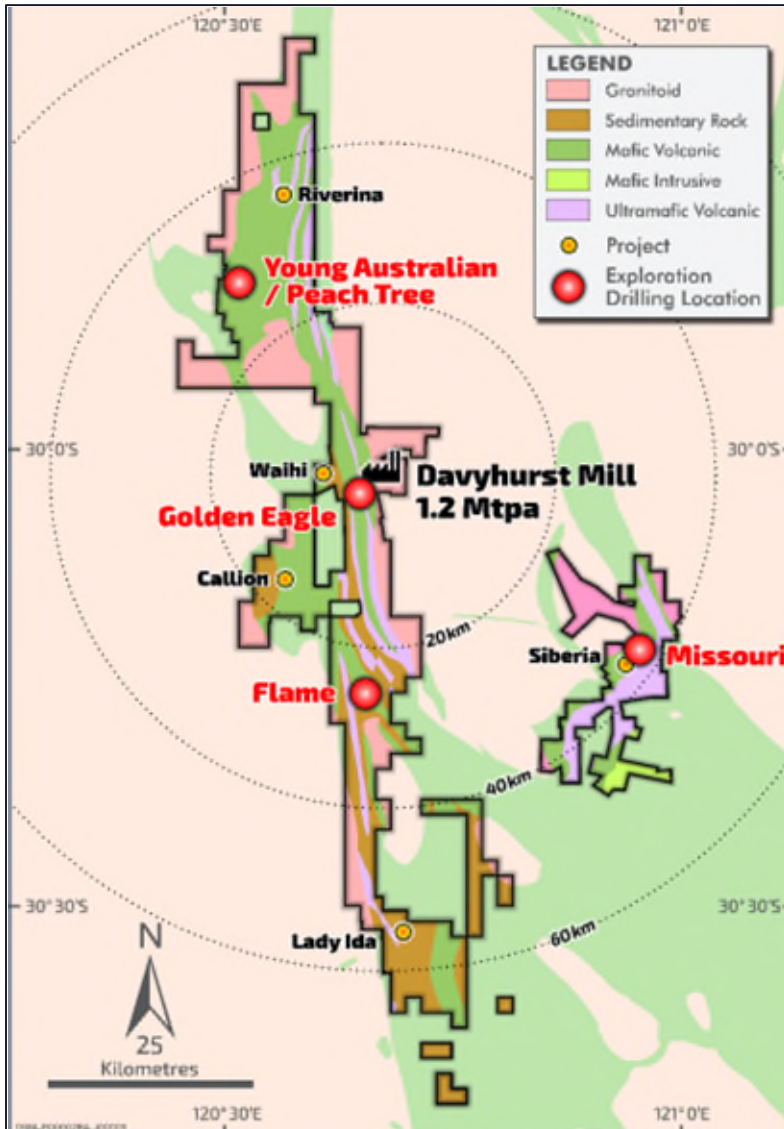 120°30'E
121°0'E
LEGEND
Granitoid
Sedimentary Rock
Mafic Volcanic
Mafic Intrusive
Ultramafic Volcanic
Project
Exploration
Drilling Location
Riverina
Young Australian
/ Peach Tree
30°0'S
30°0'S
Waihi
Davyhurst Mill
1.2 Mtpa
Golden Eagle
Callion
20km
Siberia
Missouri
Flame
40km
30°30'S
30°30'S
Lady Ida
60km
N
25
Kilometres
120°30'E
121°0'E